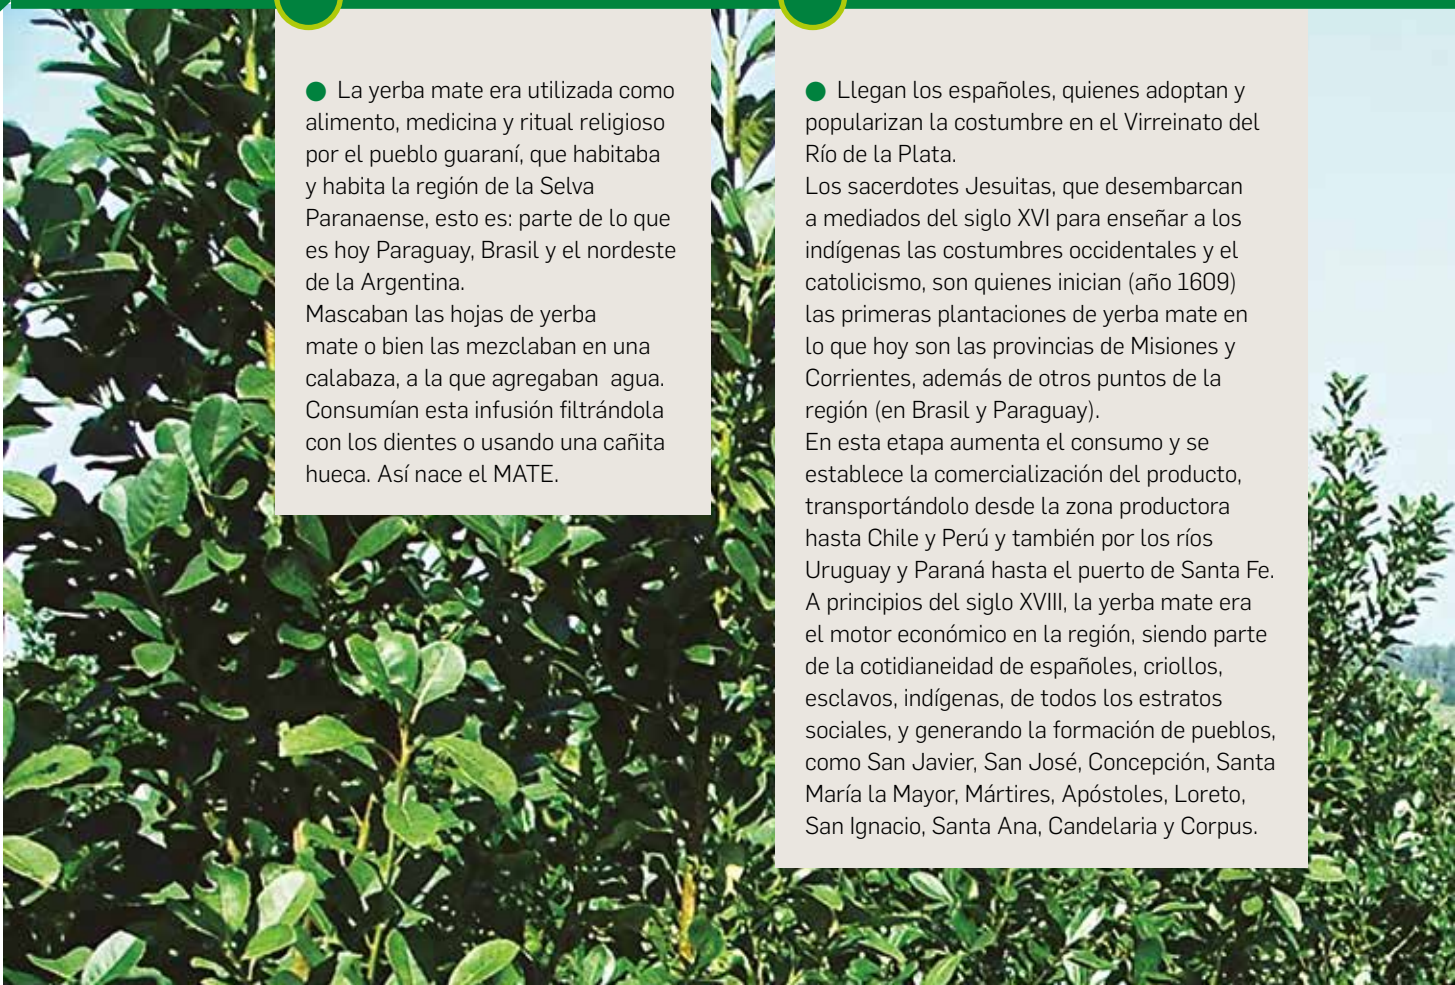 ● La yerba mate era utilizada como
alimento, medicina y ritual religioso
por el pueblo guaraní, que habitaba
y habita la región de la Selva
Paranaense, esto es: parte de lo que
es hoy Paraguay, Brasil y el nordeste
de la Argentina.
Mascaban las hojas de yerba
mate o bien las mezclaban en una
calabaza, a la que agregaban  agua.
Consumían esta infusión filtrándola
con los dientes o usando una cañita
hueca. Así nace el MATE.
● Llegan los españoles, quienes adoptan y
popularizan la costumbre en el Virreinato del
Río de la Plata.
Los sacerdotes Jesuitas, que desembarcan
a mediados del siglo XVI para enseñar a los
indígenas las costumbres occidentales y el
catolicismo, son quienes inician (año 1609)
las primeras plantaciones de yerba mate en
lo que hoy son las provincias de Misiones y
Corrientes, además de otros puntos de la
región (en Brasil y Paraguay).
En esta etapa aumenta el consumo y se
establece la comercialización del producto,
transportándolo desde la zona productora
hasta Chile y Perú y también por los ríos
Uruguay y Paraná hasta el puerto de Santa Fe.
A principios del siglo XVIII, la yerba mate era
el motor económico en la región, siendo parte
de la cotidianeidad de españoles, criollos,
esclavos, indígenas, de todos los estratos
sociales, y generando la formación de pueblos,
como San Javier, San José, Concepción, Santa
María la Mayor, Mártires, Apóstoles, Loreto,
San Ignacio, Santa Ana, Candelaria y Corpus.